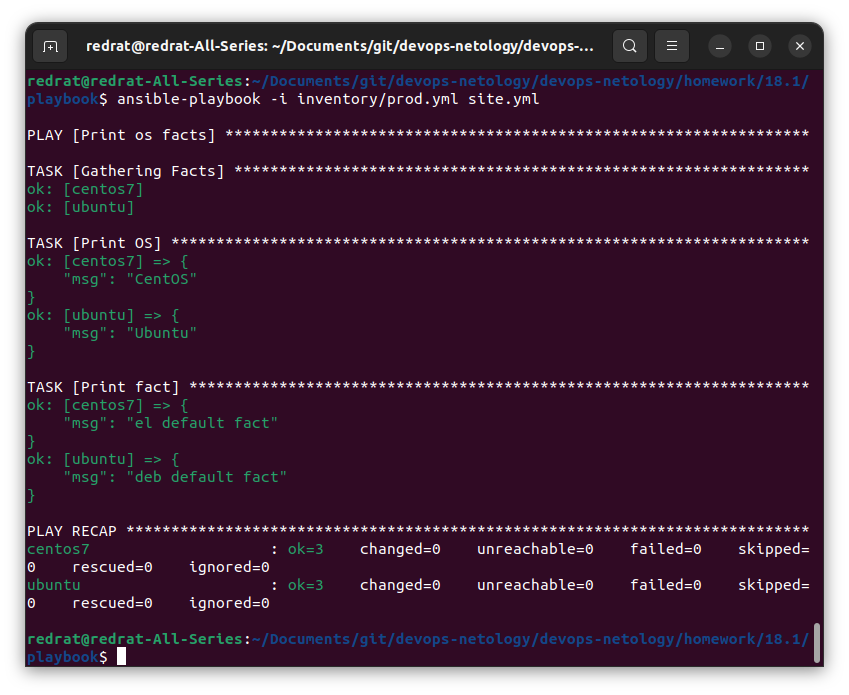 redrat@redrat-All-Series: ~/Documents/git/devops-netology/devops-...
redrat@redrat-All-Series:~/Documents/git/devops-netology/devops-netology/homework/18.1/
playbook$ ansible-playbook -i inventory/prod.yml site.yml
PLAY [Print os facts] *****************************************************************
TASK [Gathering Facts] ****************************************************************
ok: [centos7]
ok: [ubuntu]
TASK [Print OS] ***********************************************************************
ok: [centos7] => {
    "msg": "CentOS"
}
ok: [ubuntu] => {
    "msg": "Ubuntu"
}
TASK [Print fact] *********************************************************************
ok: [centos7] => {
    "msg": "el default fact"
}
ok: [ubuntu] => {
    "msg": "deb default fact"
}
PLAY RECAP ****************************************************************************
centos7                    : ok=3    changed=0    unreachable=0    failed=0    skipped=
0    rescued=0    ignored=0
ubuntu                     : ok=3    changed=0    unreachable=0    failed=0    skipped=
0    rescued=0    ignored=0
redrat@redrat-All-Series:~/Documents/git/devops-netology/devops-netology/homework/18.1/
playbook$